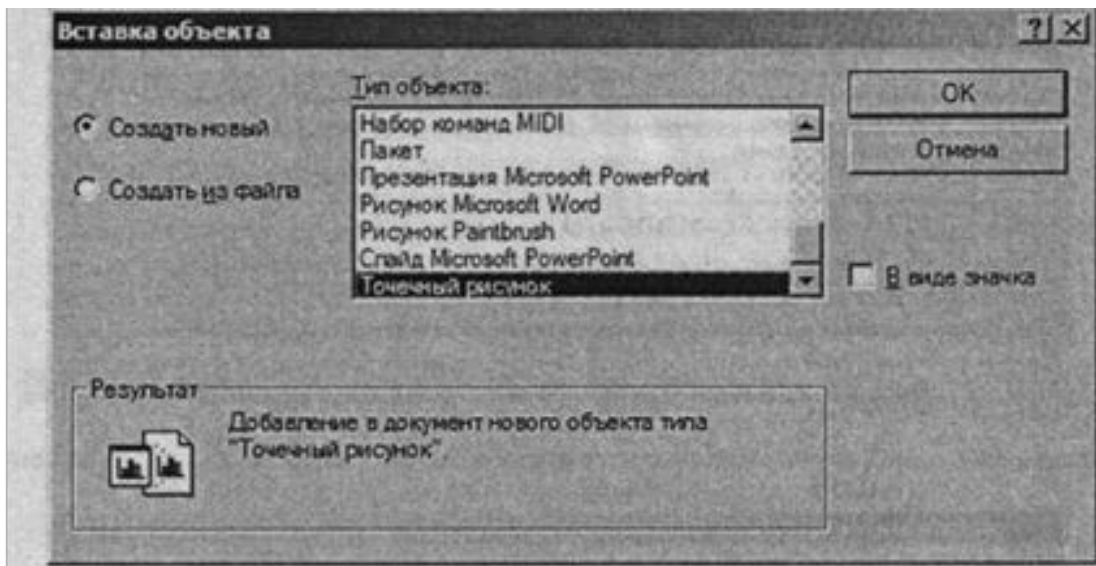 Вставка объекта
Тип объекта:
Создать новый
Создать из файла
Набор команд MIDI
Пакет
Презентация Microsoft PowerPoint
Рисунок Microsoft Word
Рисунок Paintbrush
Слайд Microsoft PowerPoint
Точечный рисунок
OK
Отмена
В виде значка
Результат
Добавление в документ нового объекта типа
"Точечный рисунок".